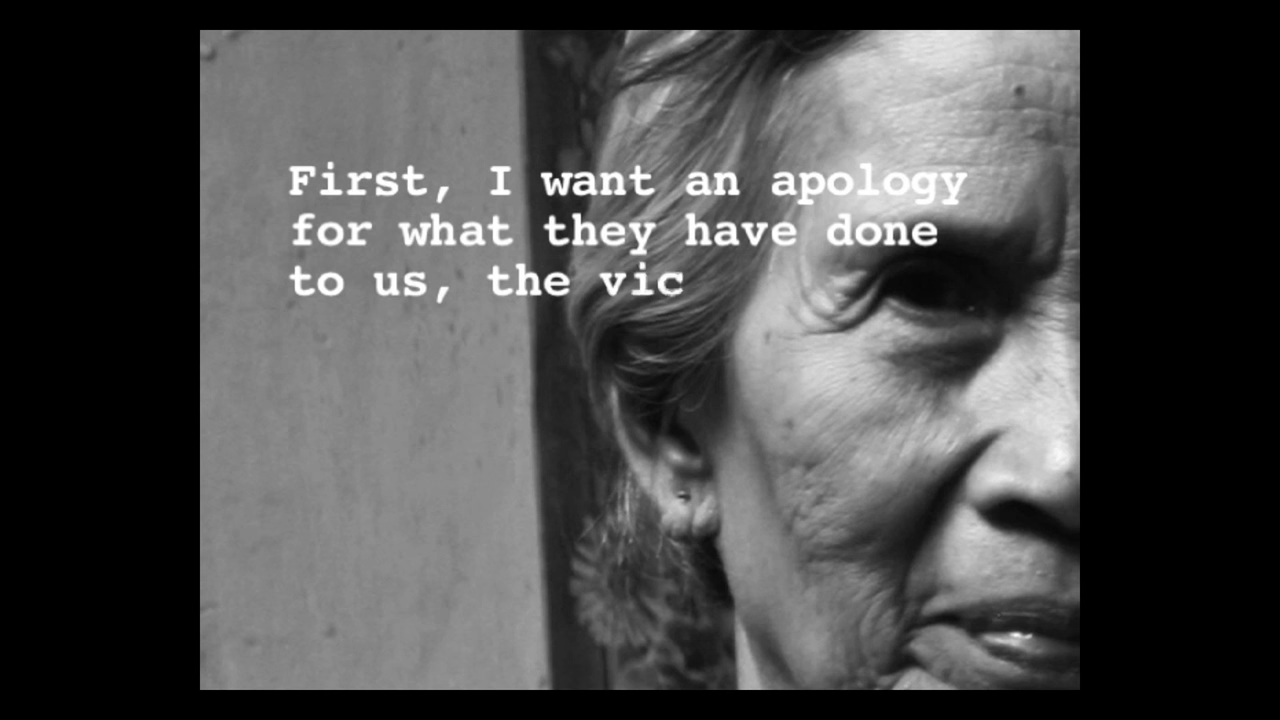 First, I want an apology
for what they have done
to us, the vic